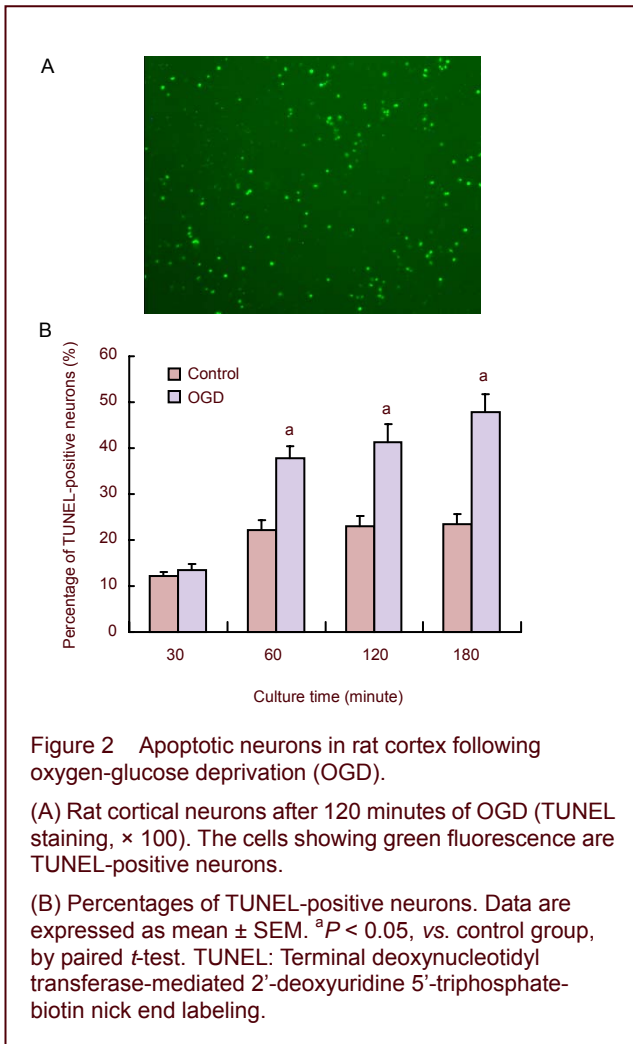 A
B
Percentage of TUNEL-positive neurons (%)
60
50
40
30
20
10
0
Control
OGD
a
a
a
30 60 120 180
Culture time (minute)
Figure 2 Apoptotic neurons in rat cortex following
oxygen-glucose deprivation (OGD).
(A) Rat cortical neurons after 120 minutes of OGD (TUNEL
staining, × 100). The cells showing green fluorescence are
TUNEL-positive neurons.
(B) Percentages of TUNEL-positive neurons. Data are
expressed as mean ± SEM. ᵃP < 0.05, vs. control group,
by paired t-test. TUNEL: Terminal deoxynucleotidyl
transferase-mediated 2’-deoxyuridine 5’-triphosphate-
biotin nick end labeling.